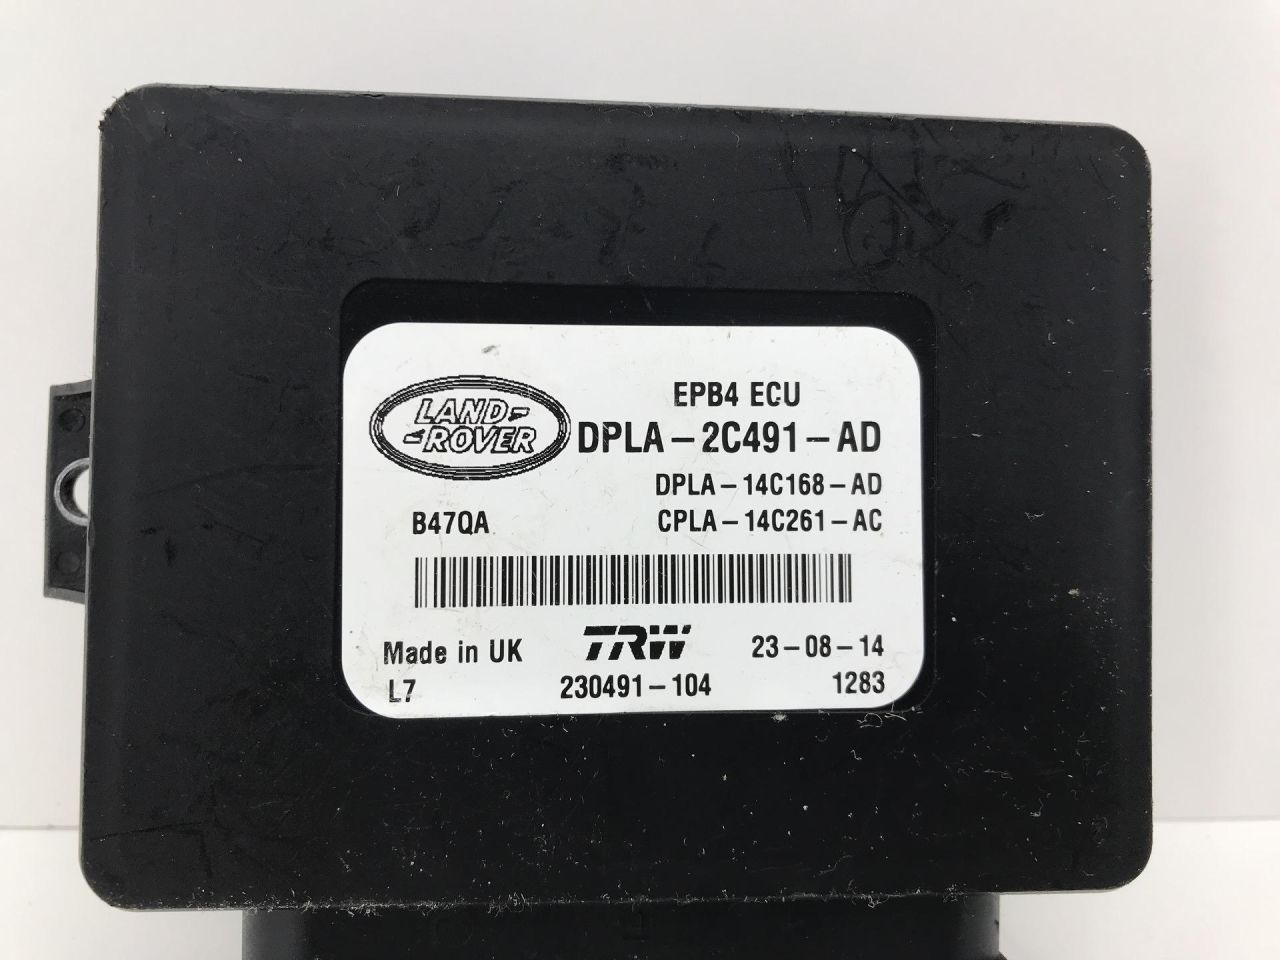 EPB4 ECU
LAND-
-ROVER
DPLA-2C491-AD
DPLA-14C168-AD
B47QA
CPLA-14C261-AC
Made in UK
TRW
23-08-14
L7
230491-104
1283